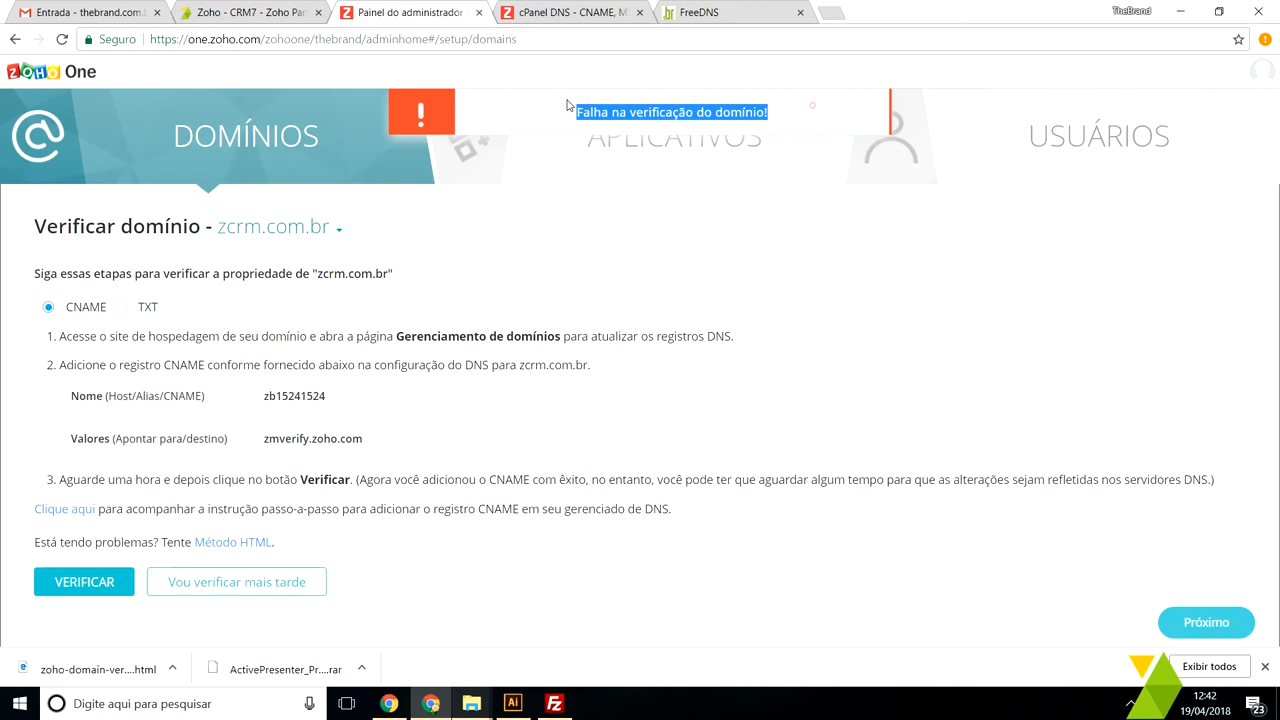 Entrada - thebrand.com.b
Zoho - CRM7 - Zoho Par
Painel do administrador
cPanel DNS - CNAME, M
FreeDNS
TheBrand
Seguro
https://one.zoho.com/zohoone/thebrand/adminhome#/setup/domains
ZOHO One
Falha na verificação do domínio!
DOMÍNIOS
APLICATIVOS
USUÁRIOS
Verificar domínio - zcrm.com.br
Siga essas etapas para verificar a propriedade de "zcrm.com.br"
CNAME
TXT
1. Acesse o site de hospedagem de seu domínio e abra a página Gerenciamento de domínios para atualizar os registros DNS.
2. Adicione o registro CNAME conforme fornecido abaixo na configuração do DNS para zcrm.com.br.
Nome (Host/Alias/CNAME)
zb15241524
Valores (Apontar para/destino)
zmverify.zoho.com
3. Aguarde uma hora e depois clique no botão Verificar. (Agora você adicionou o CNAME com êxito, no entanto, você pode ter que aguardar algum tempo para que as alterações sejam refletidas nos servidores DNS.)
Clique aqui para acompanhar a instrução passo-a-passo para adicionar o registro CNAME em seu gerenciado de DNS.
Está tendo problemas? Tente Método HTML.
VERIFICAR
Vou verificar mais tarde
Próximo
zoho-domain-ver....html
ActivePresenter_Pr....rar
Exibir todos
Digite aqui para pesquisar
Ai
Fz
12:42
19/04/2018
23